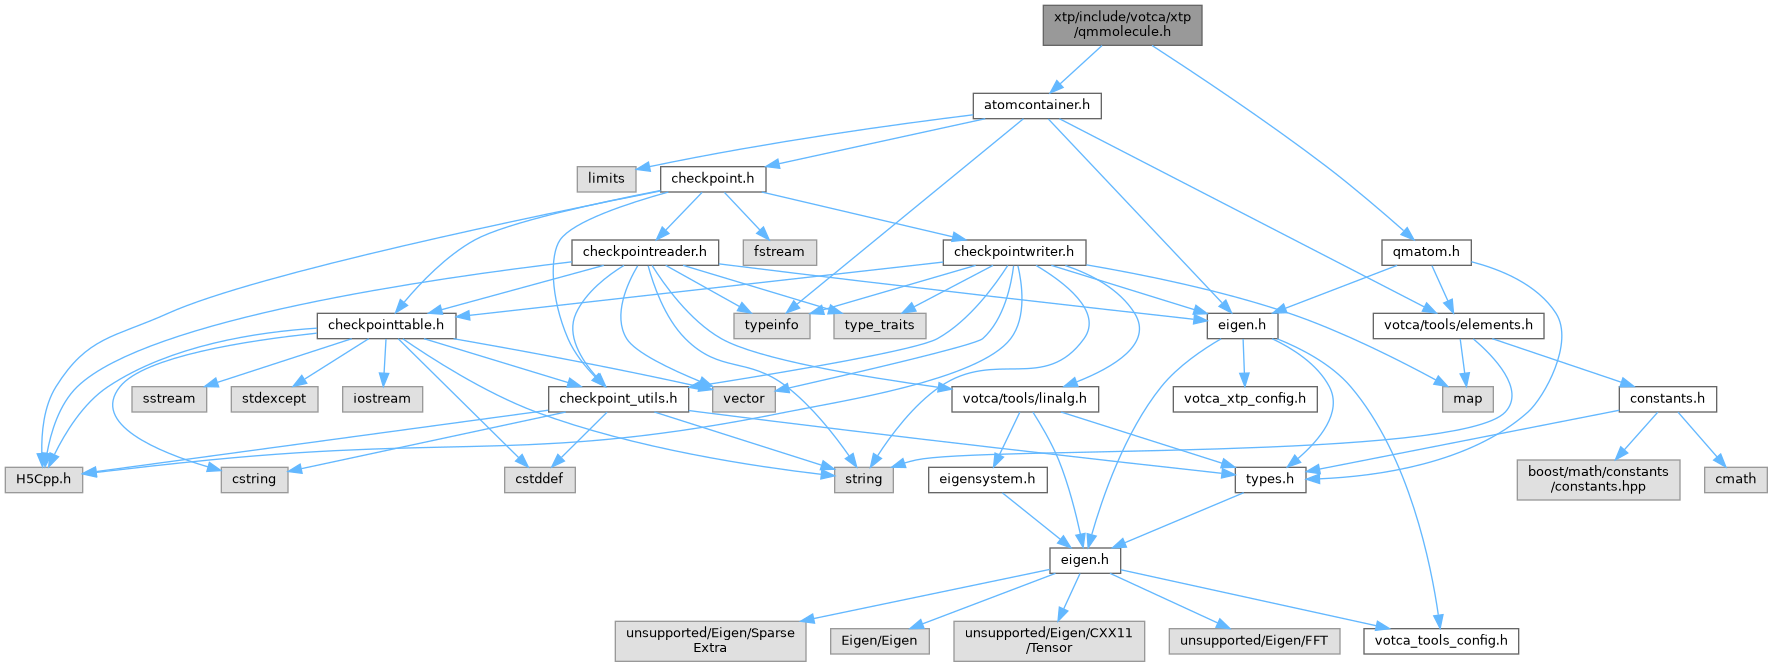 xtp/include/votca/xtp
/qmmolecule.h
atomcontainer.h
limits
checkpoint.h
checkpointreader.h
fstream
checkpointwriter.h
qmatom.h
checkpointtable.h
typeinfo
type_traits
eigen.h
votca/tools/elements.h
sstream
stdexcept
iostream
checkpoint_utils.h
vector
votca/tools/linalg.h
votca_xtp_config.h
map
constants.h
H5Cpp.h
cstring
cstddef
string
eigensystem.h
types.h
boost/math/constants
/constants.hpp
cmath
eigen.h
unsupported/Eigen/Sparse
Extra
Eigen/Eigen
unsupported/Eigen/CXX11
/Tensor
unsupported/Eigen/FFT
votca_tools_config.h